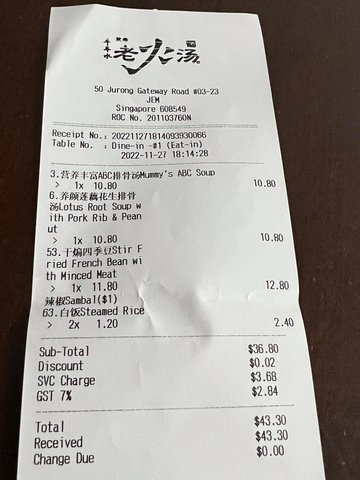 老火汤
50 Jurong Gateway Road #03-23
JEM
Singapore 608549
ROC No. 201103760N
Receipt No.: 20221127181409393066
Table No. : Dine-in -#1 (Eat-in)
2022-11-27 18:14:28
3.营养丰富ABC排骨汤Mummy's ABC Soup
> 1x 10.80 10.80
6.养颜莲藕花生排骨
汤Lotus Root Soup w
ith Pork Rib & Pean
ut
> 1x 10.80 10.80
53.干煸四季豆Stir F
ried French Bean wi
th Minced Meat
> 1x 11.80 12.80
辣椒Sambal($1)
63.白饭Steamed Rice
> 2x 1.20 2.40
Sub-Total $36.80
Discount $0.02
SVC Charge $3.68
GST 7% $2.84
Total $43.30
Received $43.30
Change Due $0.00